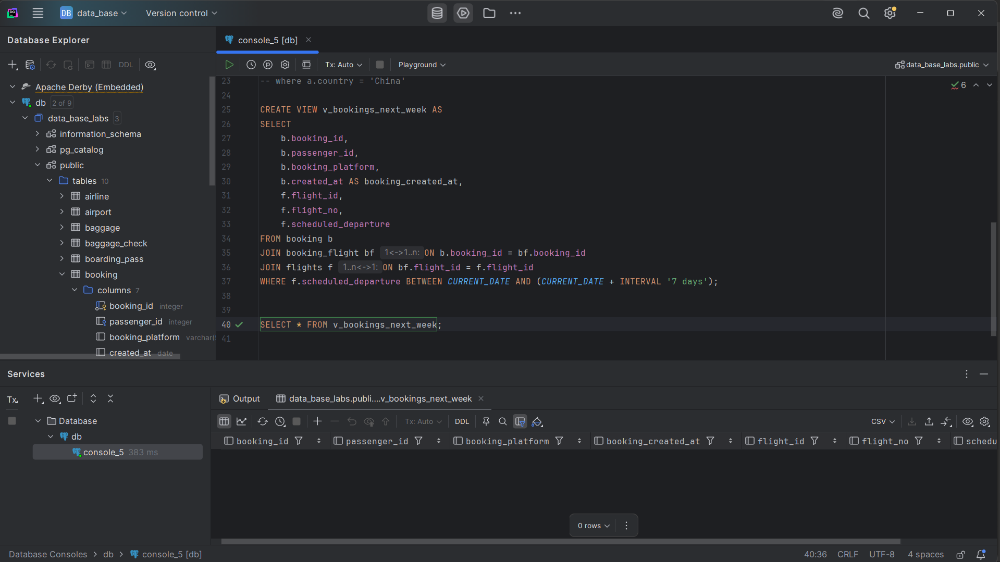 DB data_base
Version control
Database Explorer
console_5 [db]
DDL
Tx: Auto
Playground
data_base_labs.public
Apache Derby (Embedded)
db 2 of 9
data_base_labs 3
information_schema
pg_catalog
public
tables 10
airline
airport
baggage
baggage_check
boarding_pass
booking
columns 7
booking_id integer
passenger_id integer
booking_platform varchar(
created_at date
6
23 -- where a.country = 'China'
24
25 CREATE VIEW v_bookings_next_week AS
26 SELECT
27 b.booking_id,
28 b.passenger_id,
29 b.booking_platform,
30 b.created_at AS booking_created_at,
31 f.flight_id,
32 f.flight_no,
33 f.scheduled_departure
34 FROM booking b
35 JOIN booking_flight bf 1<->1..n: ON b.booking_id = bf.booking_id
36 JOIN flights f 1..n<->1: ON bf.flight_id = f.flight_id
37 WHERE f.scheduled_departure BETWEEN CURRENT_DATE AND (CURRENT_DATE + INTERVAL '7 days');
38
39
40 SELECT * FROM v_bookings_next_week;
41
Services
Tx
Database
db
console_5 383 ms
Output
data_base_labs.publi....v_bookings_next_week
Tx: Auto
DDL
CSV
booking_id passenger_id booking_platform booking_created_at flight_id flight_no schedu
0 rows
Database Consoles > db > console_5 [db]
40:36 CRLF UTF-8 4 spaces